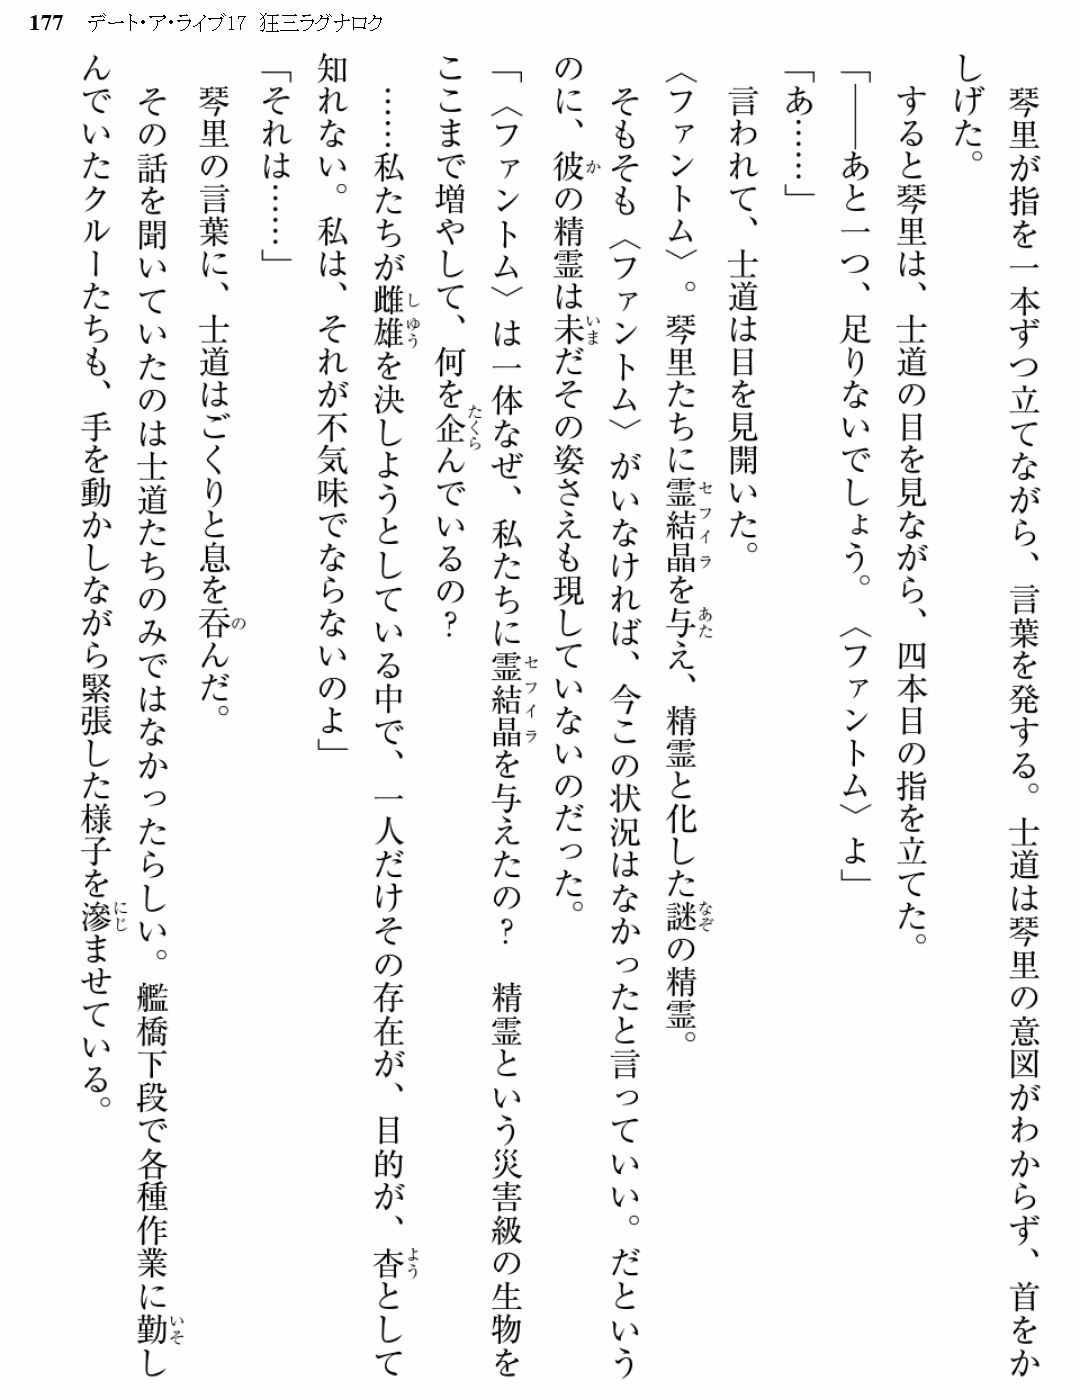 177 デート・ア・ライブ17 狂三ラグナロク
　琴里が指を一本ずつ立てながら、言葉を発する。士道は琴里の意図がわからず、首をか
しげた。
　すると琴里は、士道の目を見ながら、四本目の指を立てた。
「――あと一つ、足りないでしょう。〈ファントム〉よ」
「あ……」
　言われて、士道は目を見開いた。
〈ファントム〉。琴里たちに霊結晶を与え、精霊と化した謎の精霊。
　そもそも〈ファントム〉がいなければ、今この状況はなかったと言っていい。だという
のに、彼の精霊は未だその姿さえも現していないのだった。
「〈ファントム〉は一体なぜ、私たちに霊結晶を与えたの？　精霊という災害級の生物を
ここまで増やして、何を企んでいるの？
　……私たちが雌雄を決しようとしている中で、一人だけその存在が、目的が、杳として
知れない。私は、それが不気味でならないのよ」
「それは……」
　琴里の言葉に、士道はごくりと息を呑んだ。
　その話を聞いていたのは士道たちのみではなかったらしい。艦橋下段で各種作業に勤し
んでいたクルーたちも、手を動かしながら緊張した様子を滲ませている。